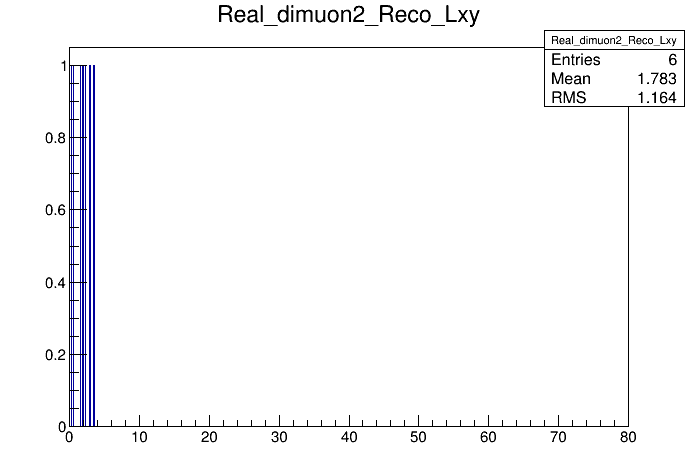 Real_dimuon2_Reco_Lxy
Real_dimuon2_Reco_Lxy
Entries 6
Mean 1.783
RMS 1.164
1
0.8
0.6
0.4
0.2
0
0 10 20 30 40 50 60 70 80